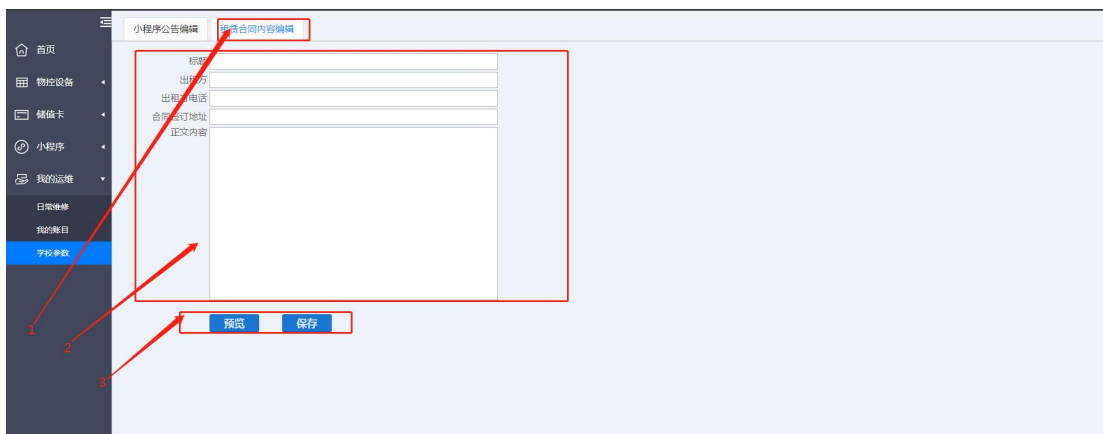 小程序公告编辑 租赁合同内容编辑
首页
物控设备
储值卡
小程序
我的运维
日常维修
我的账目
学校参数
标题
出租方
出租方电话
合同签订地址
正文内容
预览 保存
1
2
3